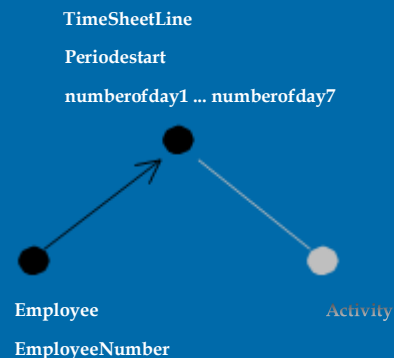 TimeSheetLine
Periodestart
numberofday1 ... numberofday7
Employee
Activity
EmployeeNumber